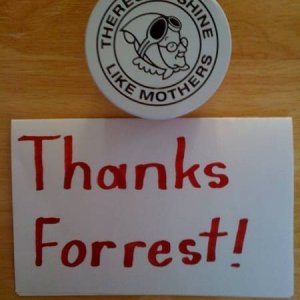 THERES SHINE
LIKE MOTHERS
Thanks
Forrest!